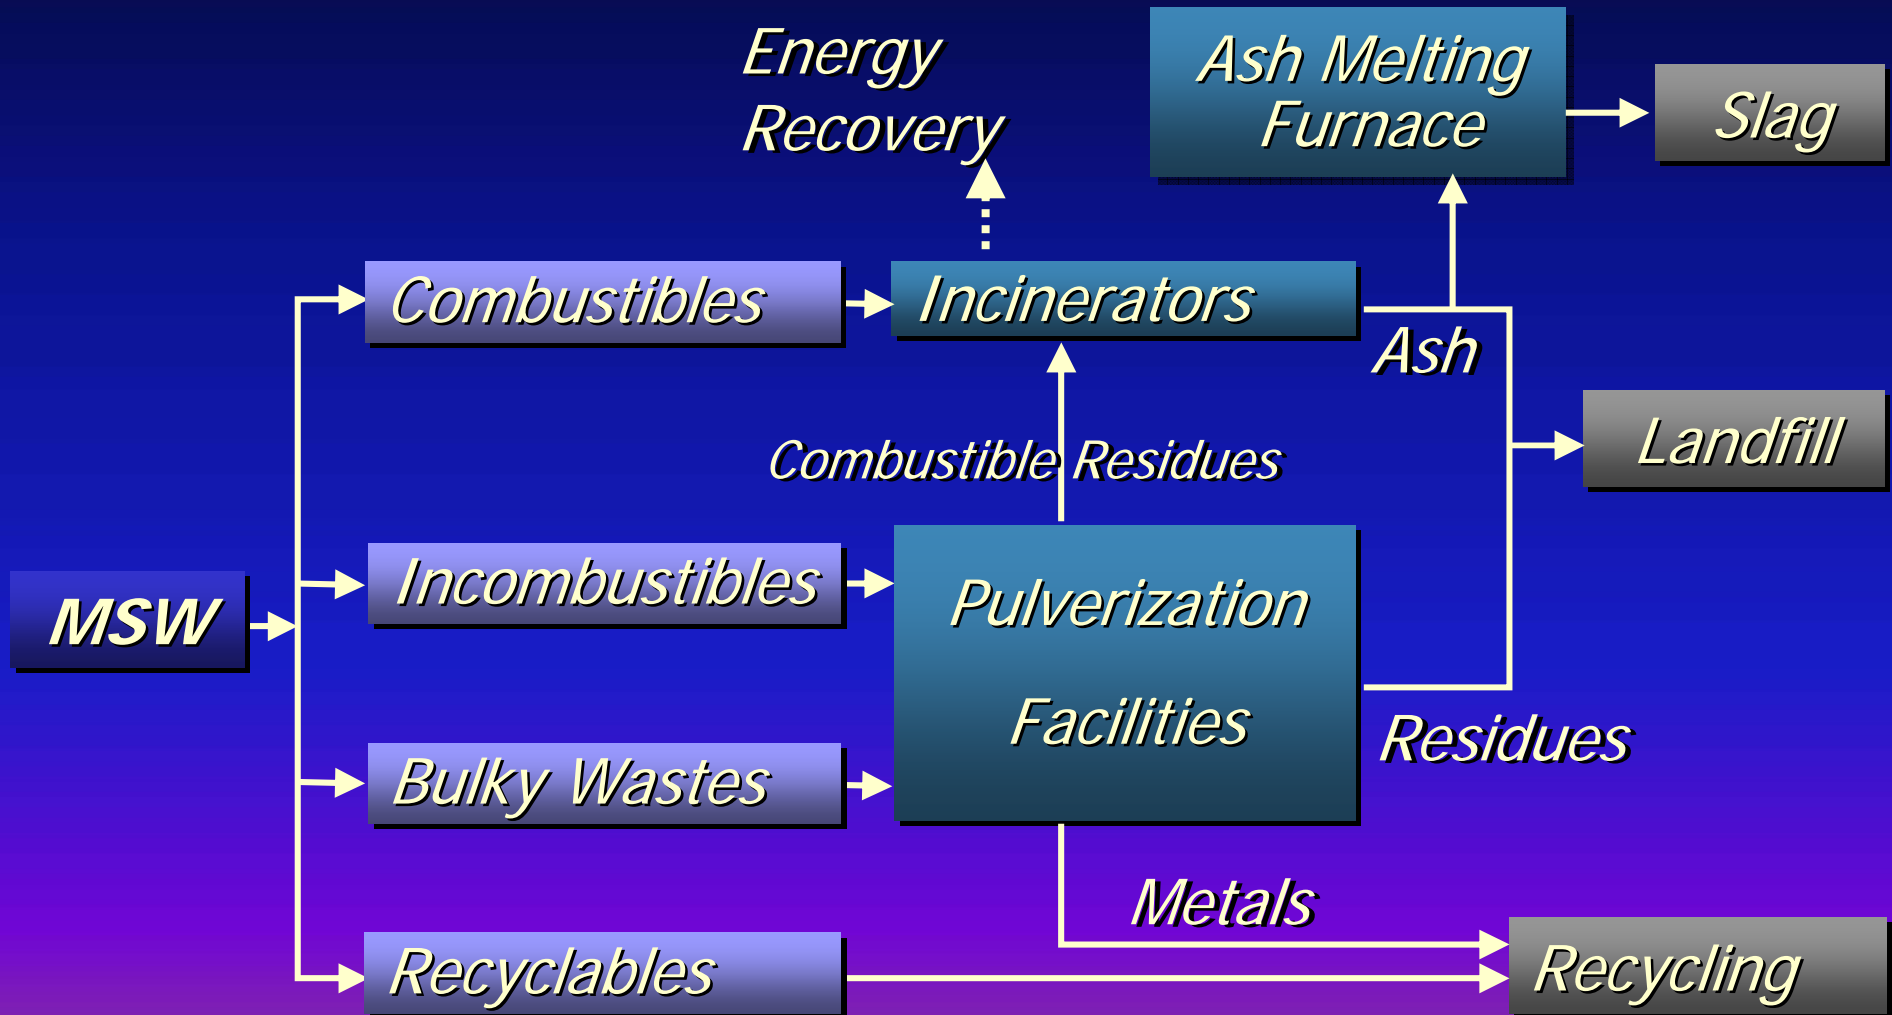 Energy
Recovery
Ash Melting
Furnace
Slag
Combustibles
Incinerators
Ash
Combustible Residues
Landfill
Incombustibles
MSW
Pulverization
Facilities
Bulky Wastes
Residues
Metals
Recyclables
Recycling